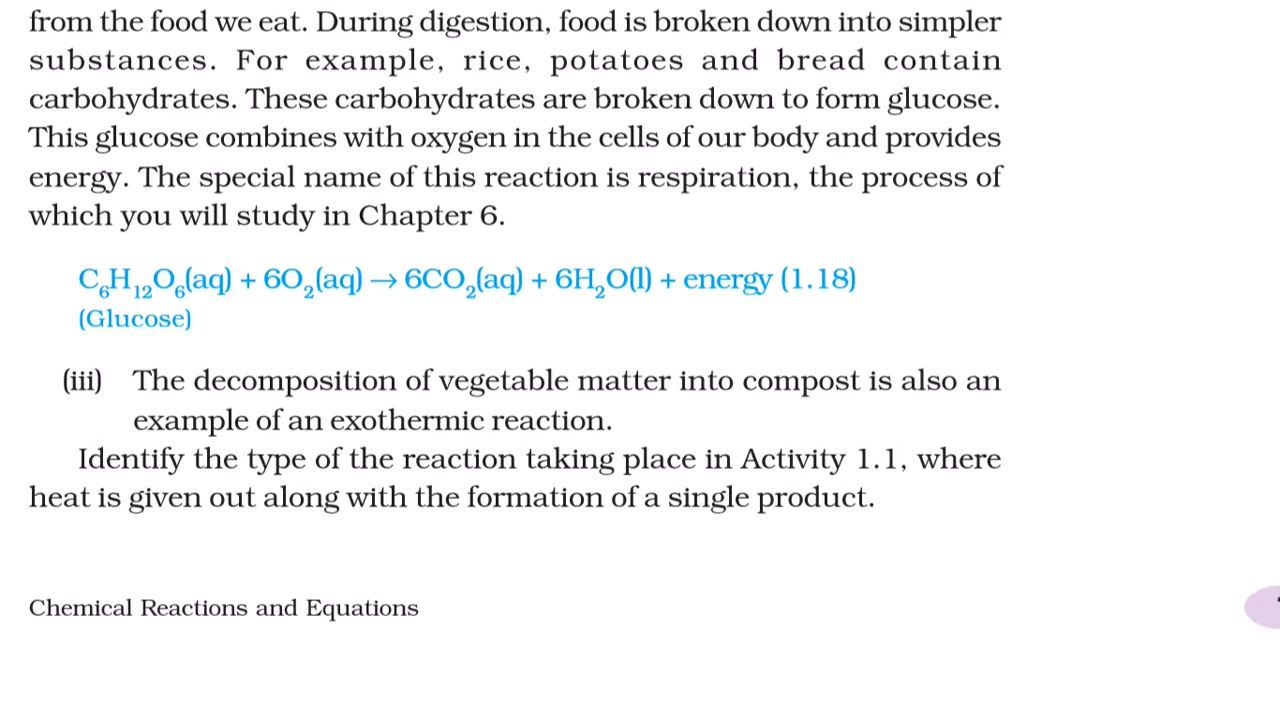 from the food we eat. During digestion, food is broken down into simpler
substances. For example, rice, potatoes and bread contain
carbohydrates. These carbohydrates are broken down to form glucose.
This glucose combines with oxygen in the cells of our body and provides
energy. The special name of this reaction is respiration, the process of
which you will study in Chapter 6.
C₆H₁₂O₆(aq) + 6O₂(aq) → 6CO₂(aq) + 6H₂O(l) + energy (1.18)
(Glucose)
(iii) The decomposition of vegetable matter into compost is also an
example of an exothermic reaction.
Identify the type of the reaction taking place in Activity 1.1, where
heat is given out along with the formation of a single product.
Chemical Reactions and Equations